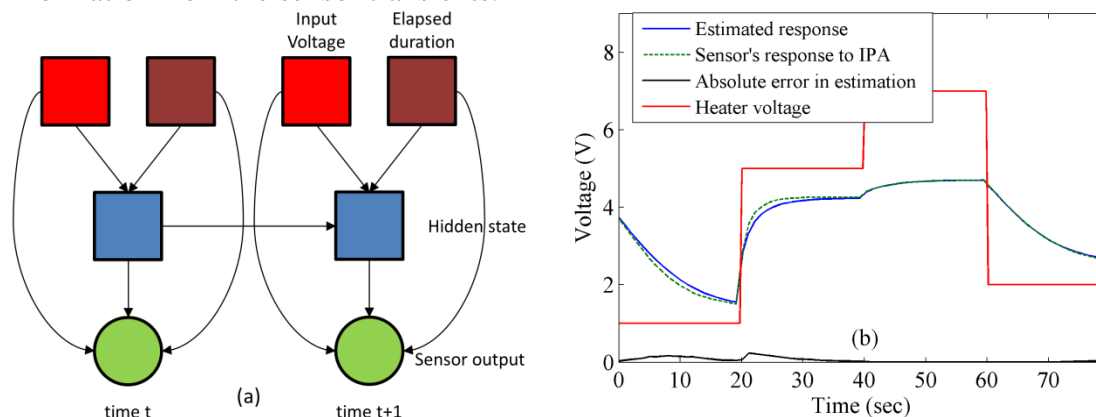 Input
Voltage
Elapsed
duration
Hidden state
Sensor output
(a)
time t
time t+1
Estimated response
Sensor's response to IPA
Absolute error in estimation
Heater voltage
Voltage (V)
8
6
4
2
0
(b)
0 10 20 30 40 50 60 70
Time (sec)